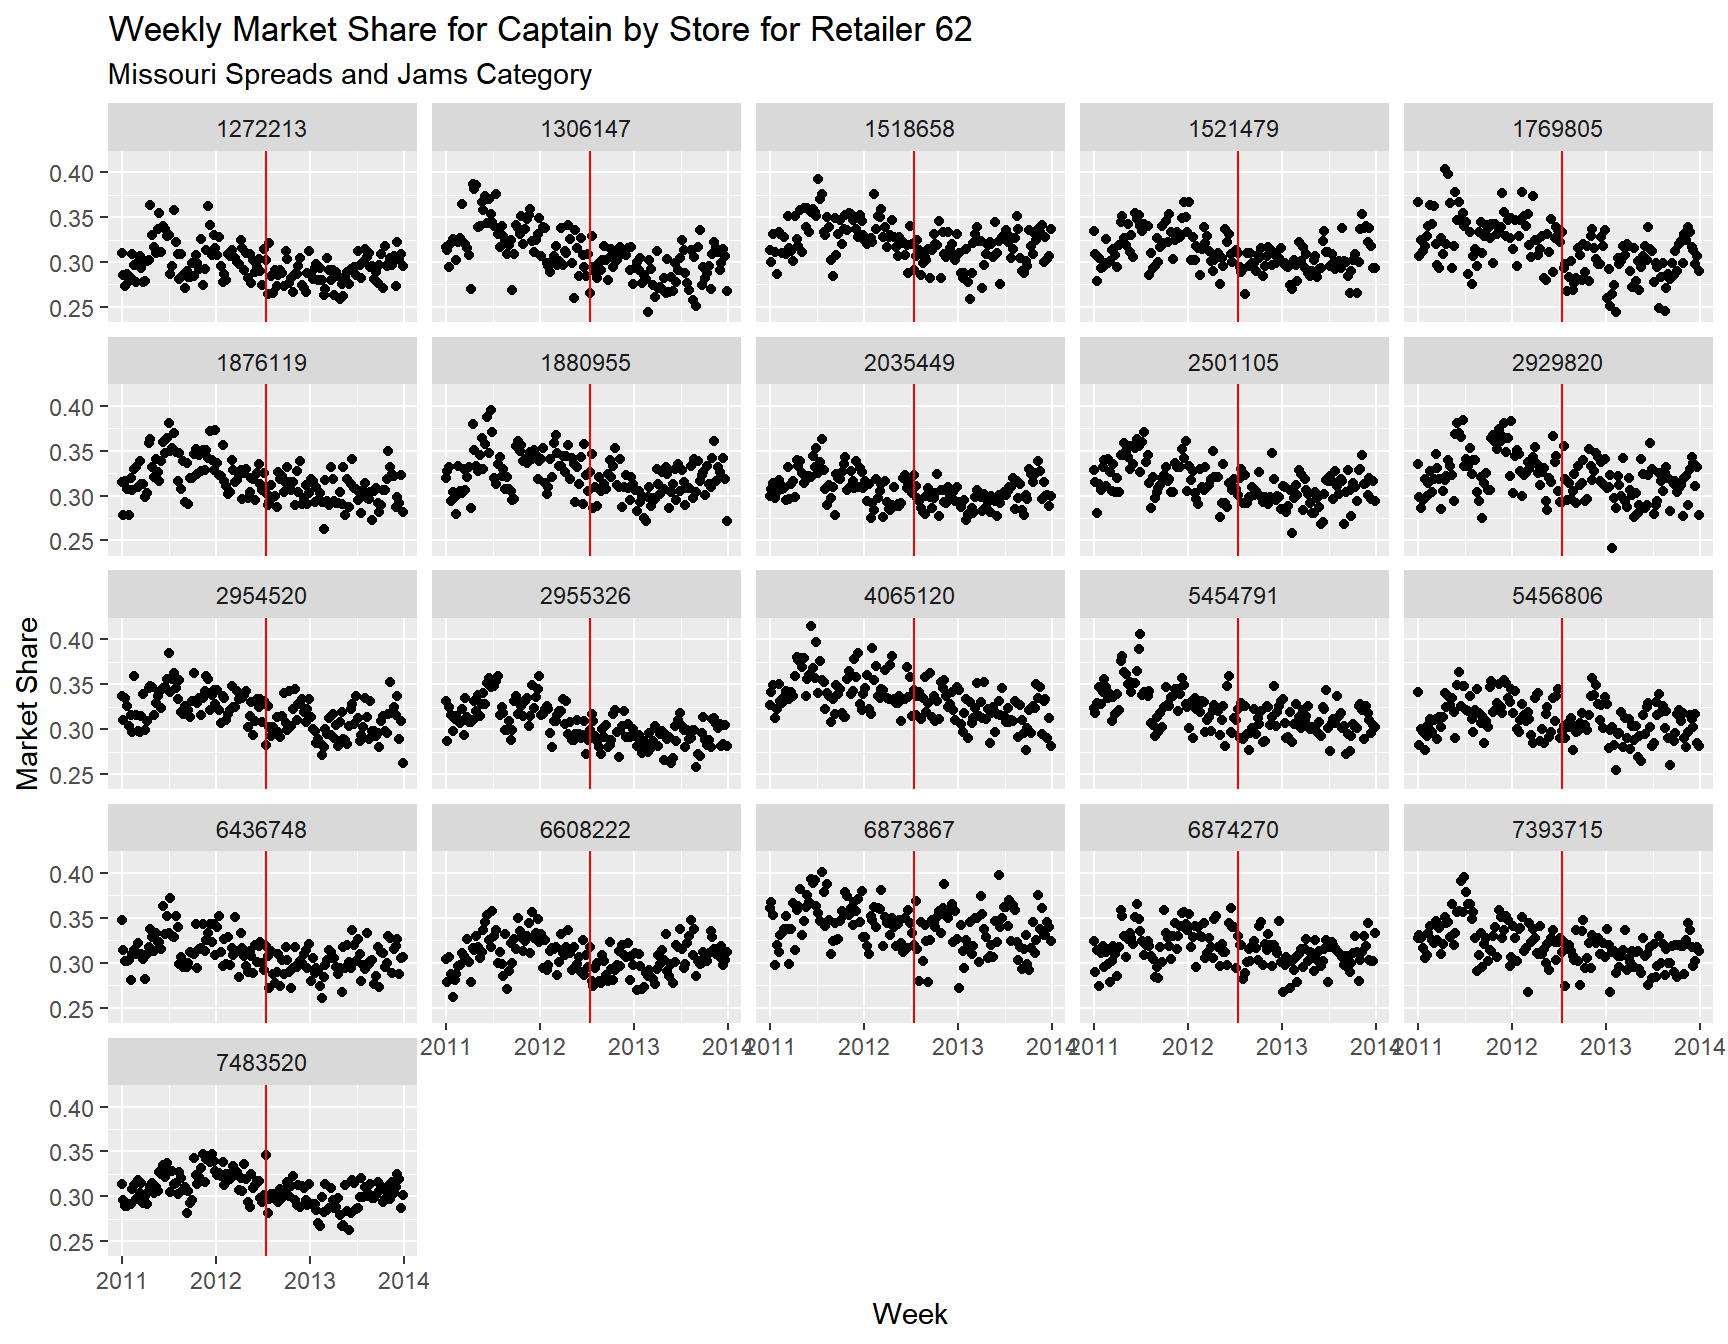 Weekly Market Share for Captain by Store for Retailer 62
Missouri Spreads and Jams Category
1272213 1306147 1518658 1521479 1769805
0.40
0.35
0.30
0.25
1876119 1880955 2035449 2501105 2929820
0.40
0.35
0.30
0.25
2954520 2955326 4065120 5454791 5456806
0.40
0.35
0.30
0.25
Market Share
6436748 6608222 6873867 6874270 7393715
0.40
0.35
0.30
0.25
2011 2012 2013 2014 2011 2012 2013 2014 2011 2012 2013 2014 2011 2012 2013 2014
7483520
0.40
0.35
0.30
0.25
2011 2012 2013 2014
Week